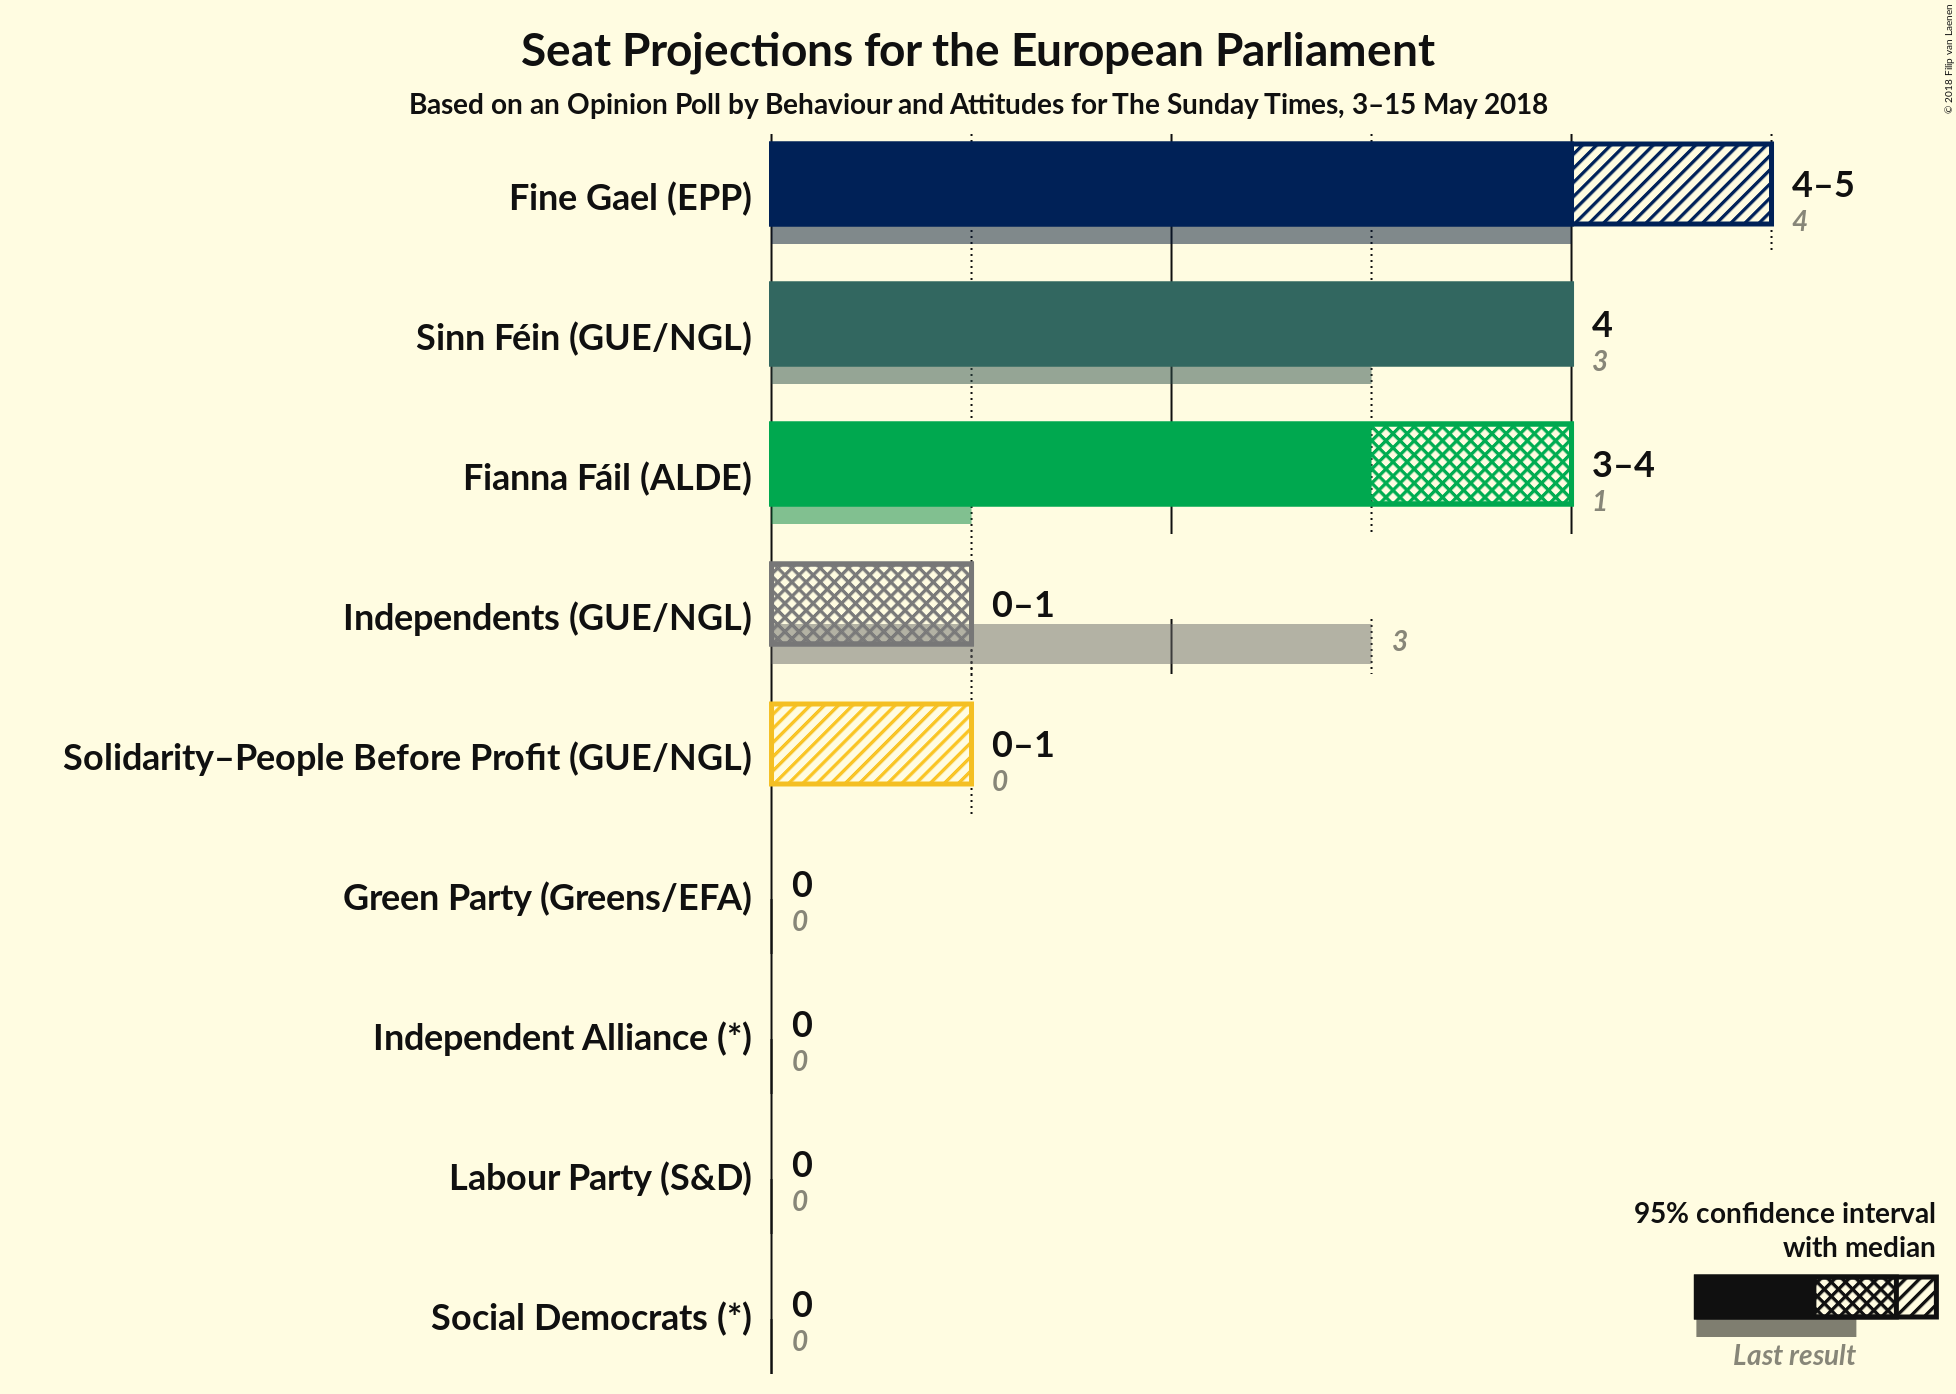 Seat Projections for the European Parliament
Based on an Opinion Poll by Behaviour and Attitudes for The Sunday Times, 3–15 May 2018
© 2018 Filip van Laenen
Fine Gael (EPP)
4–5
4
Sinn Féin (GUE/NGL)
4
3
Fianna Fáil (ALDE)
3–4
1
Independents (GUE/NGL)
0–1
3
Solidarity–People Before Profit (GUE/NGL)
0–1
0
Green Party (Greens/EFA)
0
0
Independent Alliance (*)
0
0
Labour Party (S&D)
0
0
Social Democrats (*)
0
0
95% confidence interval
with median
Last result